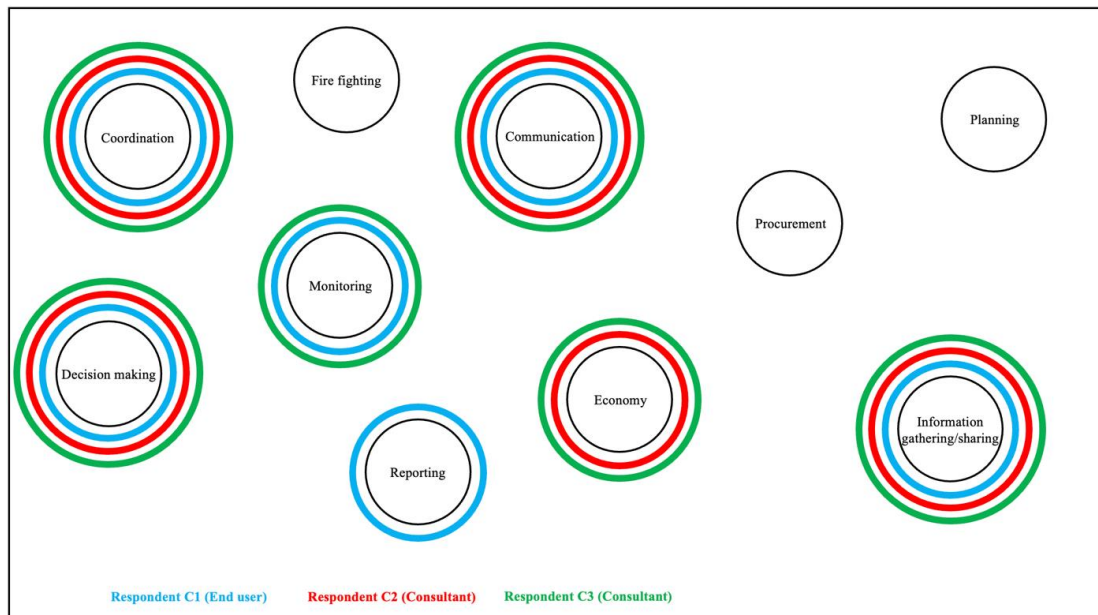 Fire fighting
Coordination
Communication
Planning
Procurement
Monitoring
Decision making
Economy
Information
gathering/sharing
Reporting
Respondent C1 (End user) Respondent C2 (Consultant) Respondent C3 (Consultant)